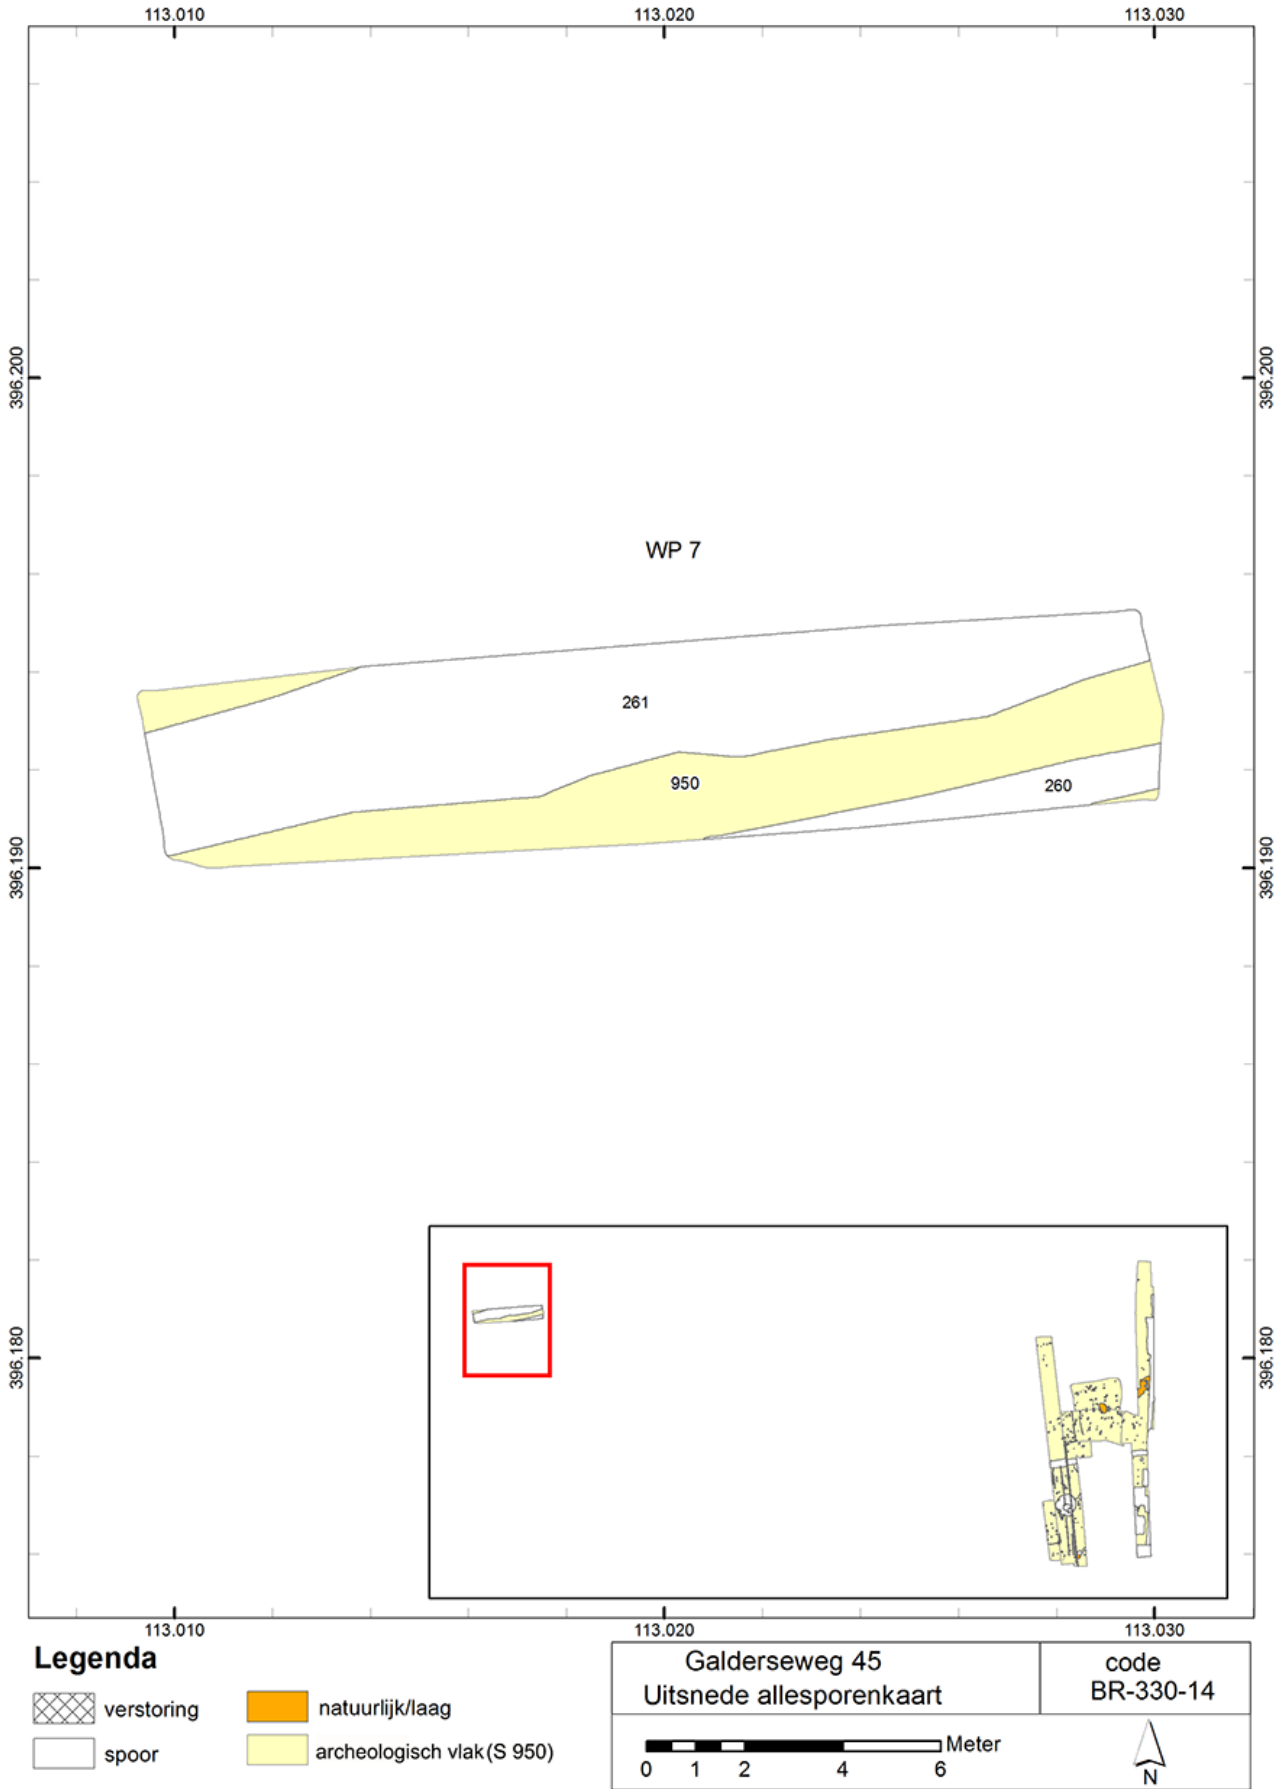 113.010 113.020 113.030
396.200 396.200
WP 7
261
950
260
396.190 396.190
396.180 396.180
113.010 113.020 113.030
Legenda
verstoring
natuurlijk/laag
spoor
archeologisch vlak (S 950)
Galderseweg 45
Uitsnede allesporenkaart
code
BR-330-14
Meter
0 1 2 4 6
N